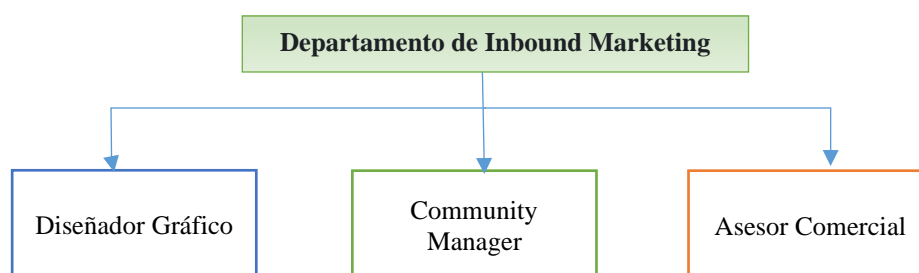 Departamento de Inbound Marketing
Diseñador Gráfico
Community
Manager
Asesor Comercial